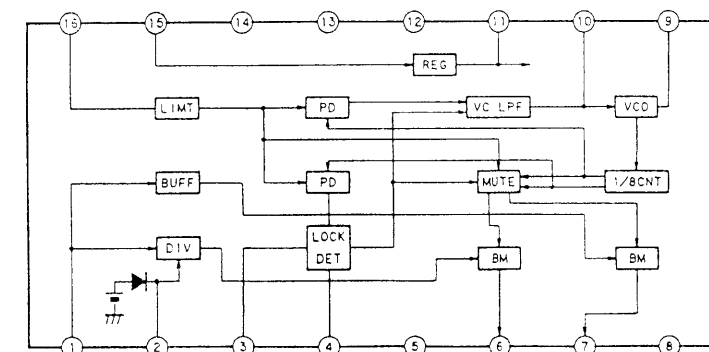 16 15 14 13 12 11 10 9
REG
LIMT PD VC LPF VCO
BUFF PD MUTE 1/8CNT
LOCK
DIV DET BM BM
1 2 3 4 5 6 7 8